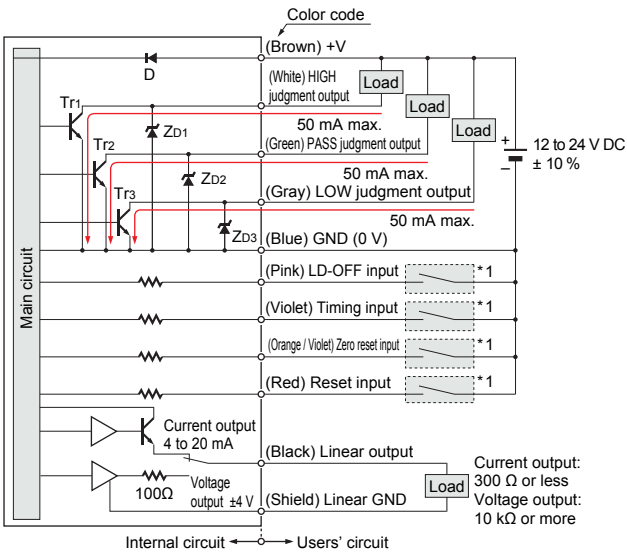 Color code
(Brown) +V
D
(White) HIGH
judgment output
Load
Tr1
50 mA max.
ZD1
Load
Tr2
(Green) PASS judgment output
Load
+
12 to 24 V DC
± 10 %
−
50 mA max.
ZD2
Tr3
(Gray) LOW judgment output
50 mA max.
ZD3
(Blue) GND (0 V)
Main circuit
(Pink) LD-OFF input
*1
(Violet) Timing input
*1
(Orange / Violet) Zero reset input
*1
(Red) Reset input
*1
Current output
4 to 20 mA
(Black) Linear output
Current output:
300 Ω or less
Voltage output:
10 kΩ or more
Load
100Ω
Voltage
output ±4 V
(Shield) Linear GND
Internal circuit
Users' circuit